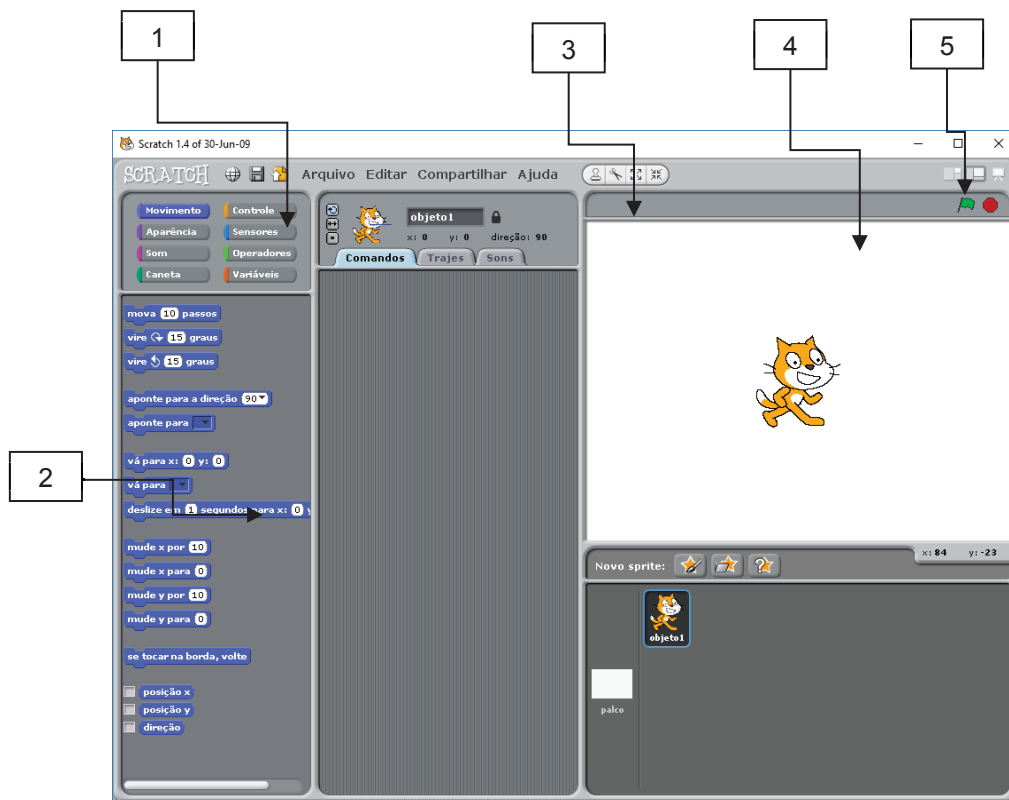 1
3
4
5
Scratch 1.4 of 30-Jun-09
SCRATCH Arquivo Editar Compartilhar Ajuda
Movimento Controle
Aparência Sensores
Som Operadores
Caneta Variáveis
objeto1
x: 0 y: 0 direção: 90
Comandos Trajes Sons
mova 10 passos
vire 15 graus
vire 15 graus
aponte para a direção 90
aponte para
vá para x: 0 y: 0
2
vá para
deslize em 1 segundos para x: 0 y
mude x por 10
mude x para 0
mude y por 10
mude y para 0
se tocar na borda, volte
posição x
posição y
direção
x: 84 y: -23
Novo sprite:
objeto1
palco